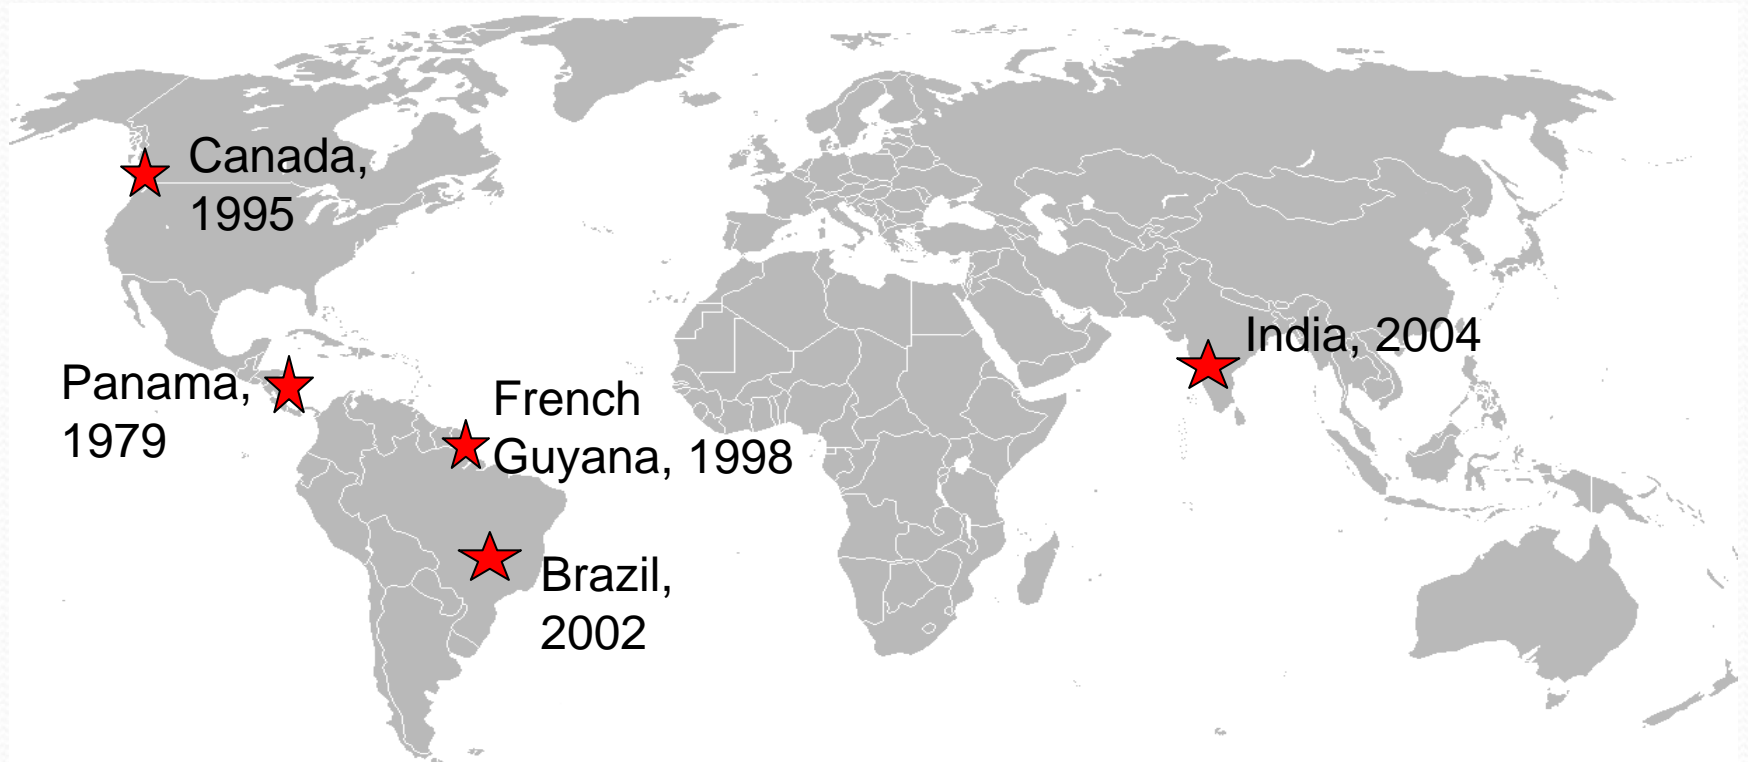 Canada,
1995
India, 2004
Panama,
1979
French
Guyana, 1998
Brazil,
2002